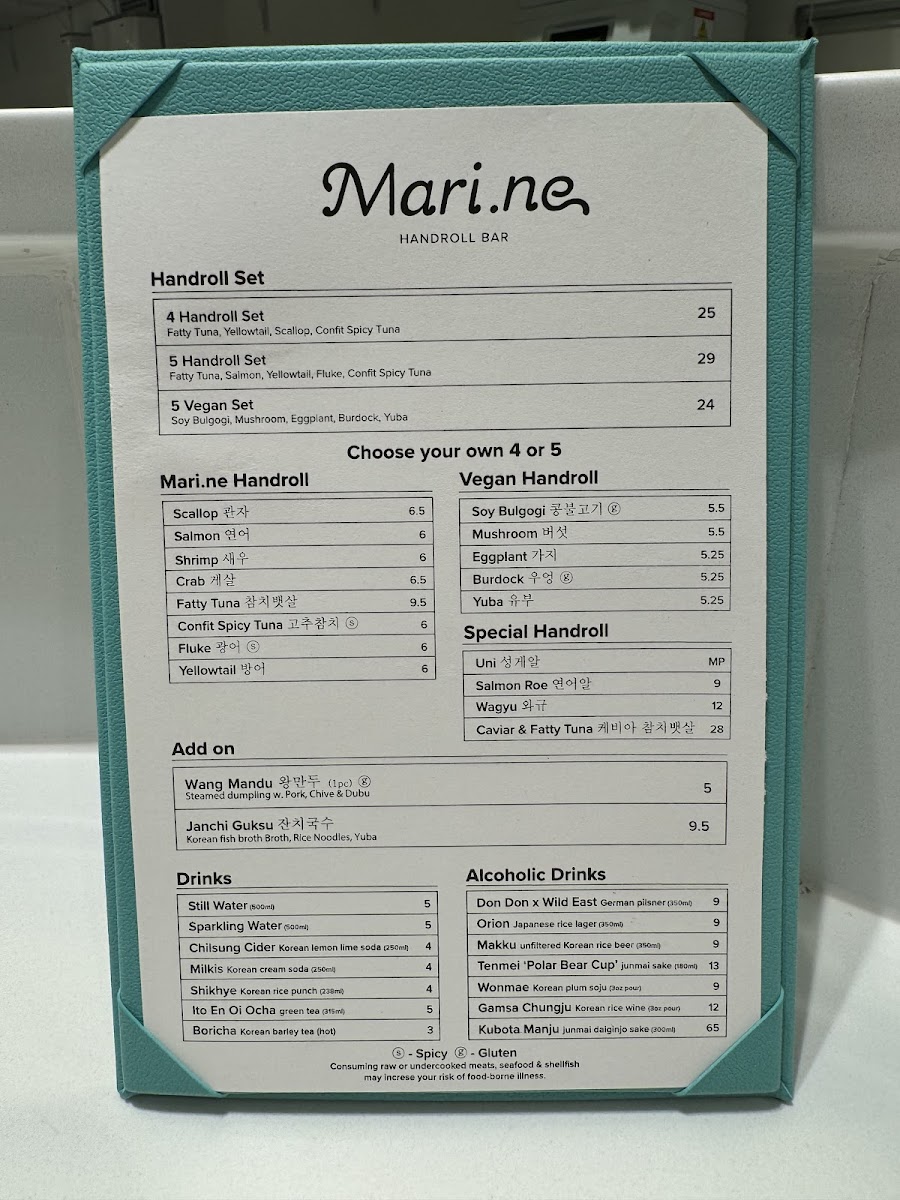 Mari.ne
HANDROLL BAR
Handroll Set
4 Handroll Set 25
Fatty Tuna, Yellowtail, Scallop, Confit Spicy Tuna
5 Handroll Set 29
Fatty Tuna, Salmon, Yellowtail, Fluke, Confit Spicy Tuna
5 Vegan Set 24
Soy Bulgogi, Mushroom, Eggplant, Burdock, Yuba
Choose your own 4 or 5
Mari.ne Handroll
Scallop 관자 6.5
Salmon 연어 6
Shrimp 새우 6
Crab 게살 6.5
Fatty Tuna 참치뱃살 9.5
Confit Spicy Tuna 고추참치 ⓢ 6
Fluke 광어 ⓢ 6
Yellowtail 방어 6
Vegan Handroll
Soy Bulgogi 콩불고기 ⓖ 5.5
Mushroom 버섯 5.5
Eggplant 가지 5.25
Burdock 우엉 ⓖ 5.25
Yuba 유부 5.25
Special Handroll
Uni 성게알 MP
Salmon Roe 연어알 9
Wagyu 와규 12
Caviar & Fatty Tuna 케비아 참치뱃살 28
Add on
Wang Mandu 왕만두 (1pc) ⓖ 5
Steamed dumpling w. Pork, Chive & Dubu
Janchi Guksu 잔치국수 9.5
Korean fish broth Broth, Rice Noodles, Yuba
Drinks
Still Water (500ml) 5
Sparkling Water (500ml) 5
Chilsung Cider Korean lemon lime soda (250ml) 4
Milkis Korean cream soda (250ml) 4
Shikhye Korean rice punch (238ml) 4
Ito En Oi Ocha green tea (315ml) 5
Boricha Korean barley tea (hot) 3
Alcoholic Drinks
Don Don x Wild East German pilsner (350ml) 9
Orion Japanese rice lager (350ml) 9
Makku unfiltered Korean rice beer (350ml) 9
Tenmei ‘Polar Bear Cup’ junmai sake (180ml) 13
Wonmae Korean plum soju (3oz pour) 9
Gamsa Chungju Korean rice wine (3oz pour) 12
Kubota Manju junmai daiginjo sake (300ml) 65
ⓢ - Spicy ⓖ - Gluten
Consuming raw or undercooked meats, seafood & shellfish
may increse your risk of food-borne illness.